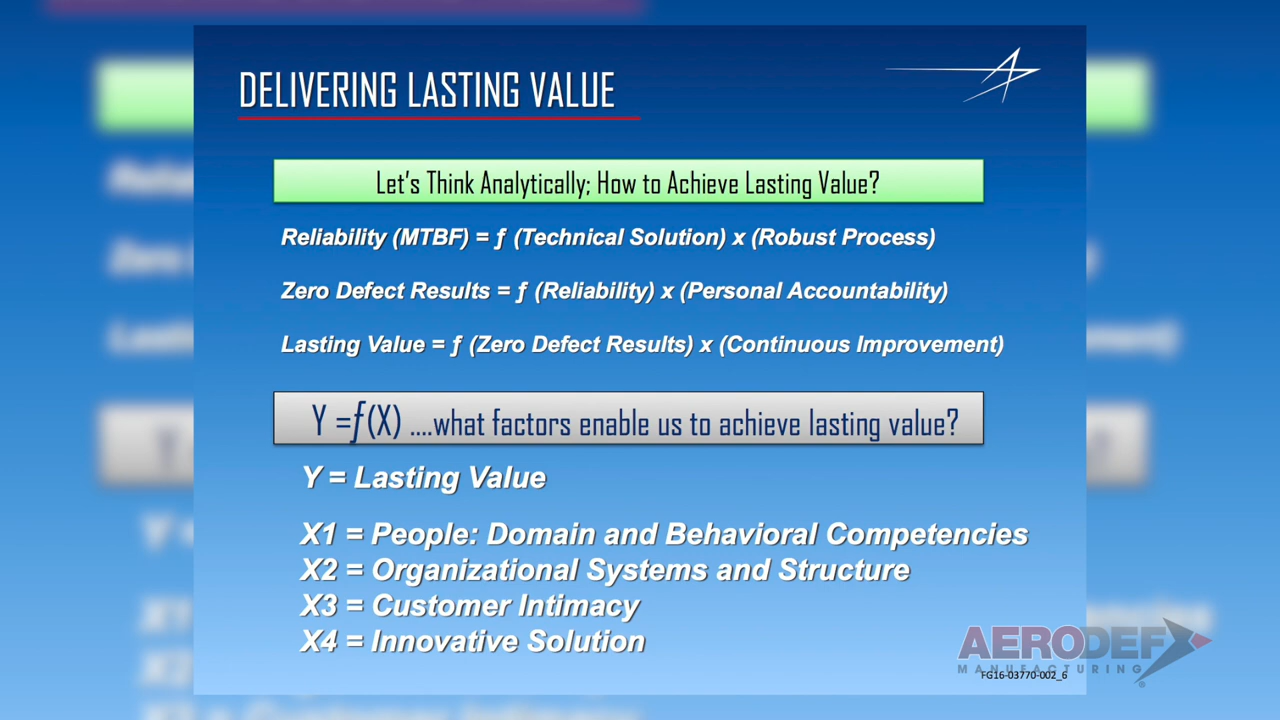 DELIVERING LASTING VALUE
Let's Think Analytically; How to Achieve Lasting Value?
Reliability (MTBF) = ƒ (Technical Solution) x (Robust Process)
Zero Defect Results = ƒ (Reliability) x (Personal Accountability)
Lasting Value = ƒ (Zero Defect Results) x (Continuous Improvement)
Y =ƒ(X) ....what factors enable us to achieve lasting value?
Y = Lasting Value
X1 = People: Domain and Behavioral Competencies
X2 = Organizational Systems and Structure
X3 = Customer Intimacy
X4 = Innovative Solution
AERODEF
MANUFACTURING®
FG16-03770-002_6